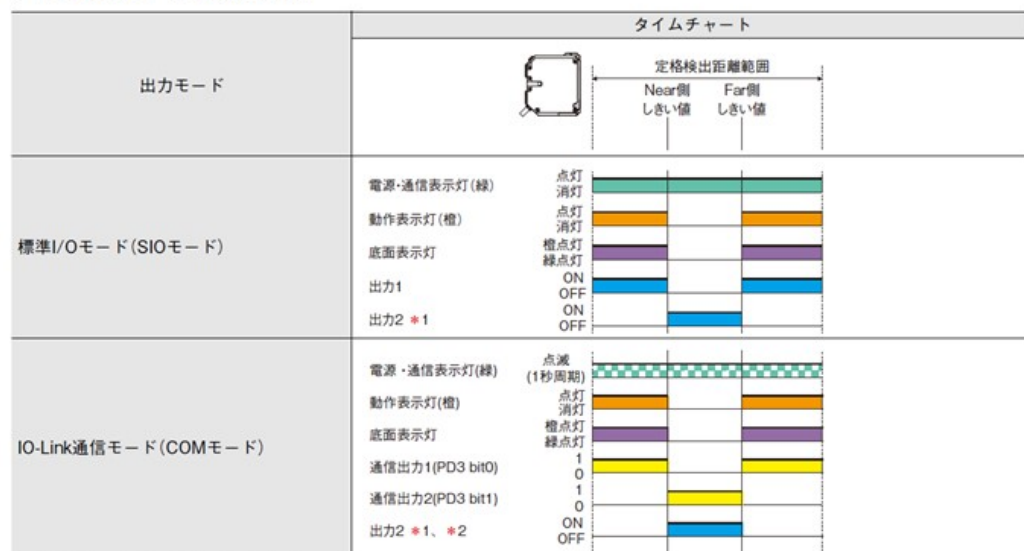 タイムチャート
出力モード
定格検出距離範囲
Near側 Far側
しきい値 しきい値
標準I/Oモード(SIOモード)
電源・通信表示灯(緑) 点灯
消灯
動作表示灯(橙) 点灯
消灯
底面表示灯 橙点灯
緑点灯
出力1 ON
OFF
出力2 *1 ON
OFF
IO-Link通信モード(COMモード)
電源・通信表示灯(緑) 点滅
(1秒周期)
動作表示灯(橙) 点灯
消灯
底面表示灯 橙点灯
緑点灯
通信出力1(PD3 bit0) 1
0
通信出力2(PD3 bit1) 1
0
出力2 *1、*2 ON
OFF